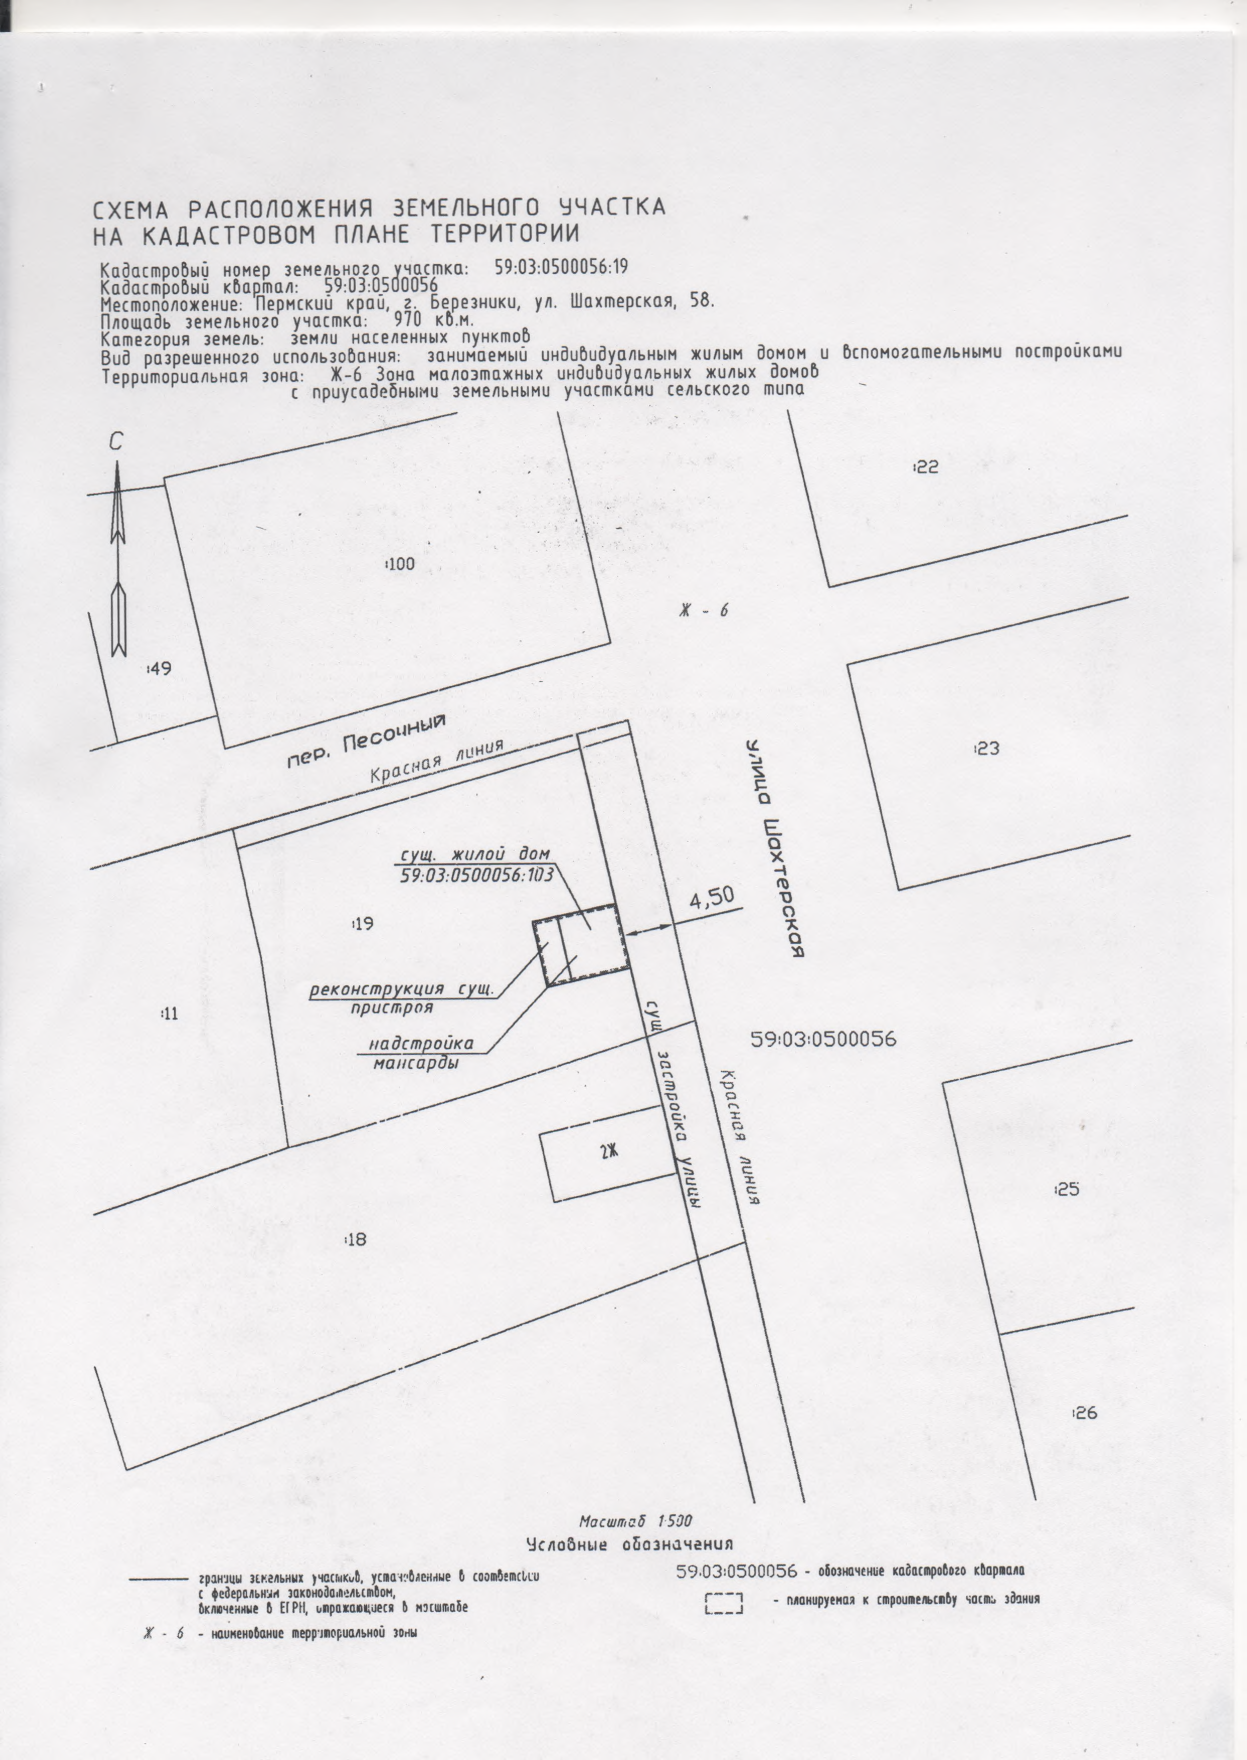 СХЕМА РАСПОЛОЖЕНИЯ ЗЕМЕЛЬНОГО УЧАСТКА
НА КАДАСТРОВОМ ПЛАНЕ ТЕРРИТОРИИ
Кадастровый номер земельного участка: 59:03:0500056:19
Кадастровый квартал: 59:03:0500056
Местоположение: Пермский край, г. Березники, ул. Шахтерская, 58.
Площадь земельного участка: 970 кв.м.
Категория земель: земли населенных пунктов
Вид разрешенного использования: занимаемый индивидуальным жилым домом и вспомогательными постройками
Территориальная зона: Ж-6 Зона малоэтажных индивидуальных жилых домов
с приусадебными земельными участками сельского типа
С
:22
:100
Ж - 6
:49
пер. Песочный
Красная линия
улица Шахтерская
:23
сущ. жилой дом
59:03:0500056:103
4,50
:19
реконструкция сущ.
пристроя
:11
надстройка
мансарды
59:03:0500056
сущ. застройка улицы
Красная линия
2Ж
:25
:18
:26
Масштаб 1:500
Условные обозначения
границы земельных участков, установленные в соответствии
с федеральным законодательством,
включенные в ЕГРН, отражающиеся в масштабе
Ж - 6 - наименование территориальной зоны
59:03:0500056 - обозначение кадастрового квартала
- планируемая к строительству часть здания